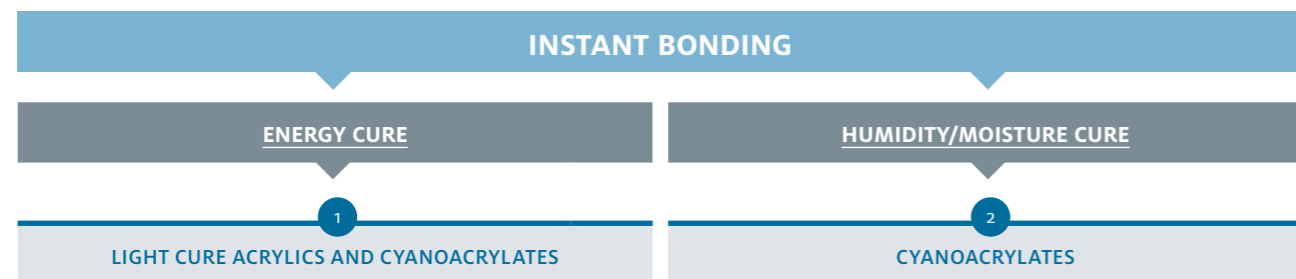 INSTANT BONDING
ENERGY CURE
HUMIDITY/MOISTURE CURE
1
2
LIGHT CURE ACRYLICS AND CYANOACRYLATES
CYANOACRYLATES